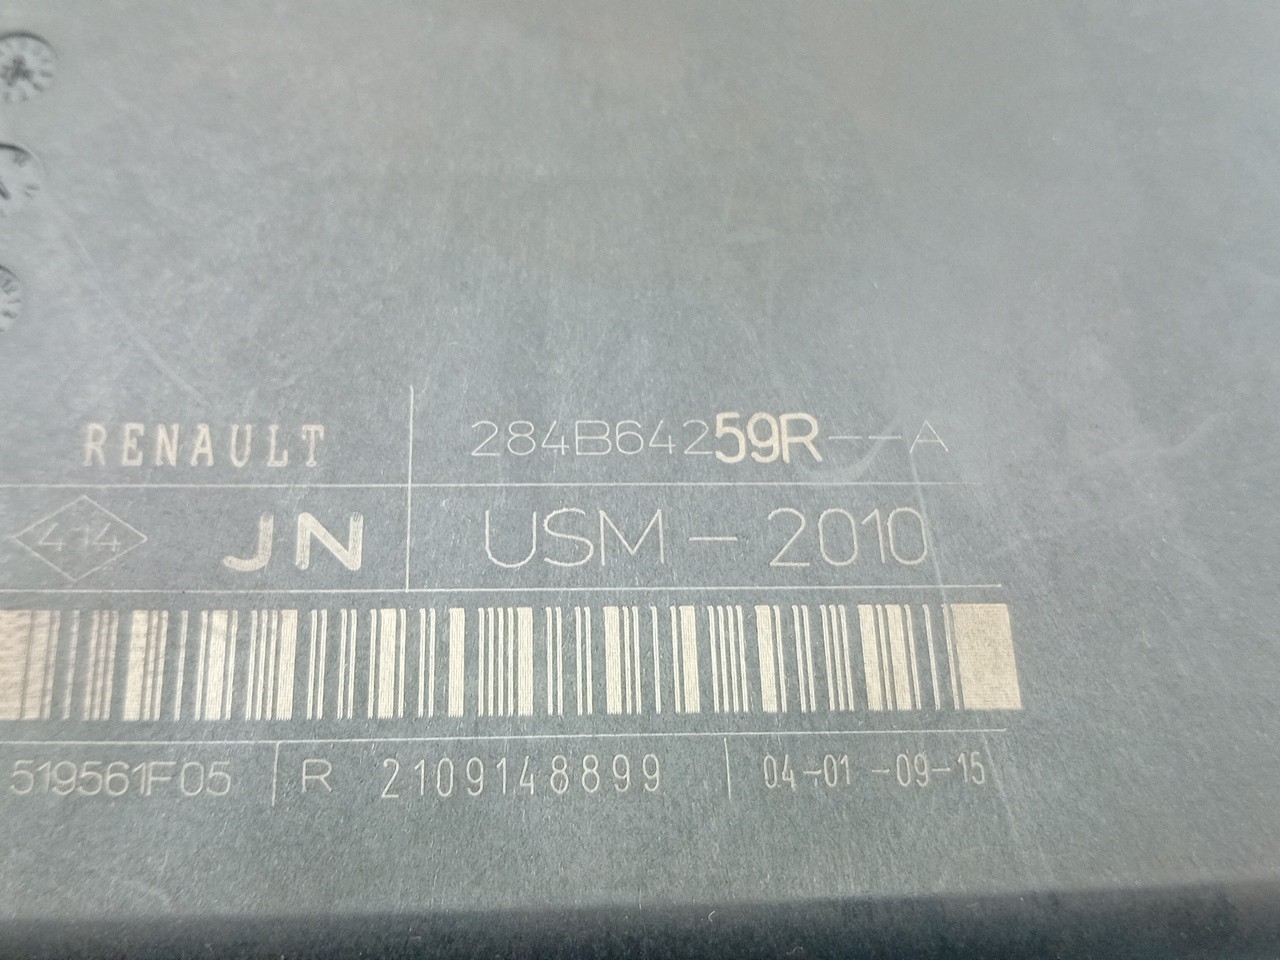 RENAULT 284B64259R--A
414 JN USM-2010
519561F05 R 2109148899 04-01-09-15